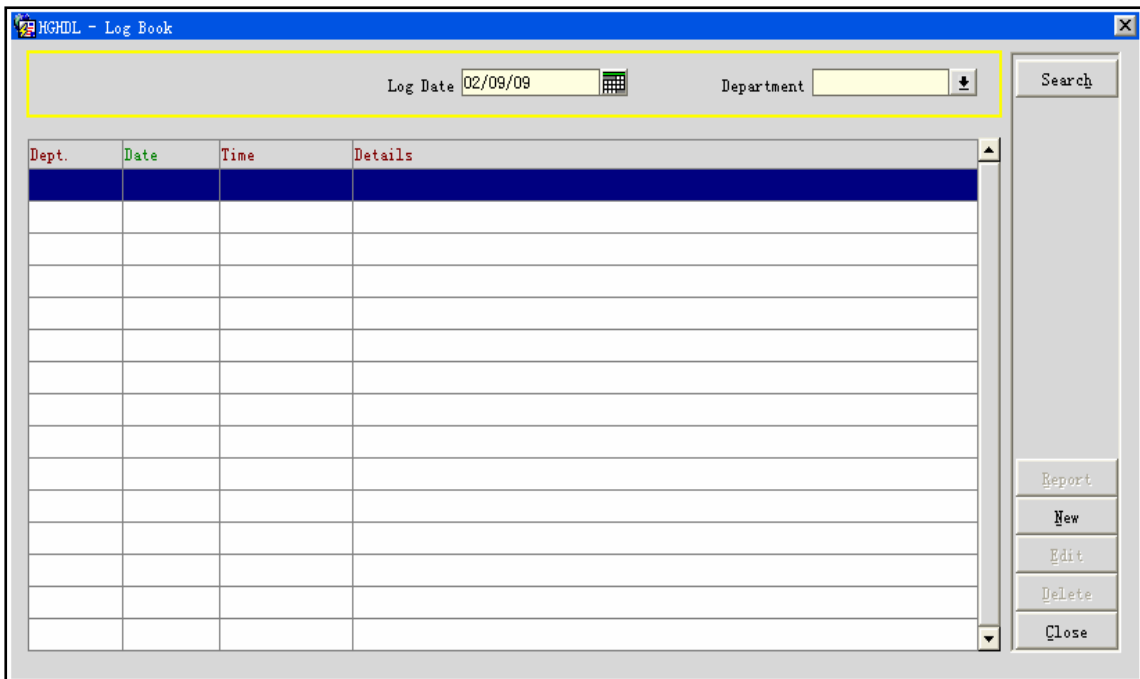 HGHDL - Log Book
Log Date 02/09/09 Department Search
Dept. Date Time Details
Report
New
Edit
Delete
Close